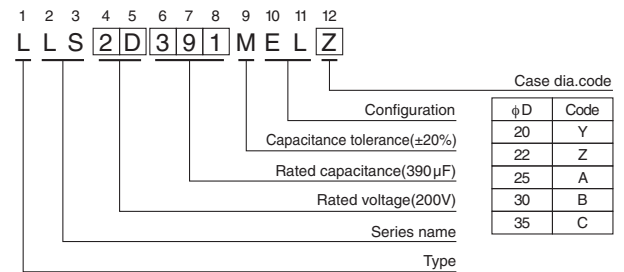 1 2 3 4 5 6 7 8 9 10 11 12
L L S 2 D 3 9 1 M E L Z
Case dia.code
Configuration
Capacitance tolerance(±20%)
Rated capacitance(390μF)
Rated voltage(200V)
Series name
Type
φD Code
20 Y
22 Z
25 A
30 B
35 C